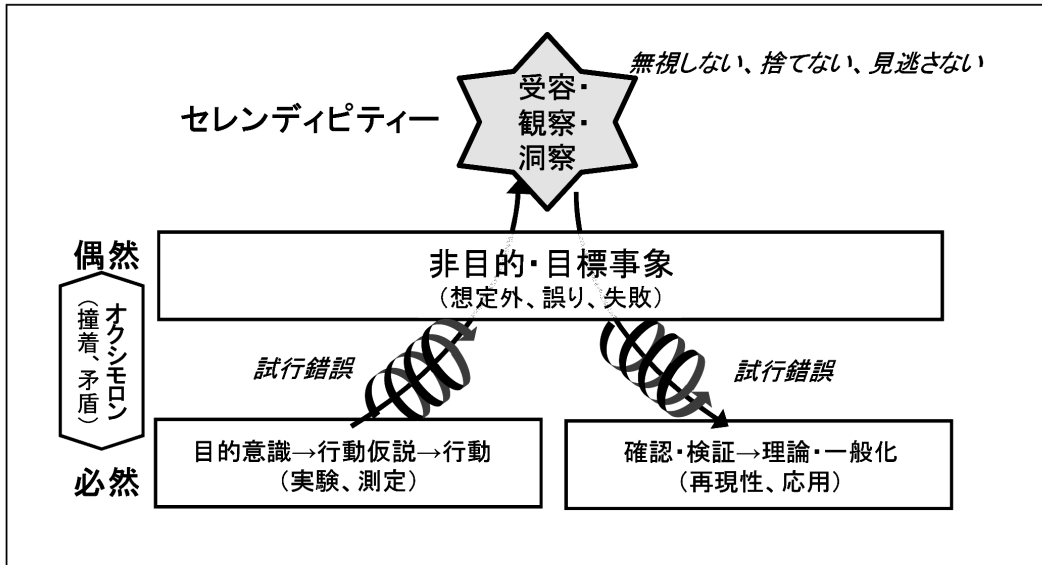 無視しない、捨てない、見逃さない
セレンディピティー
受容・
観察・
洞察
偶然
非目的・目標事象
(想定外、誤り、失敗)
オクシモロン
(撞着、矛盾)
試行錯誤
試行錯誤
必然
目的意識→行動仮説→行動
(実験、測定)
確認・検証→理論・一般化
(再現性、応用)